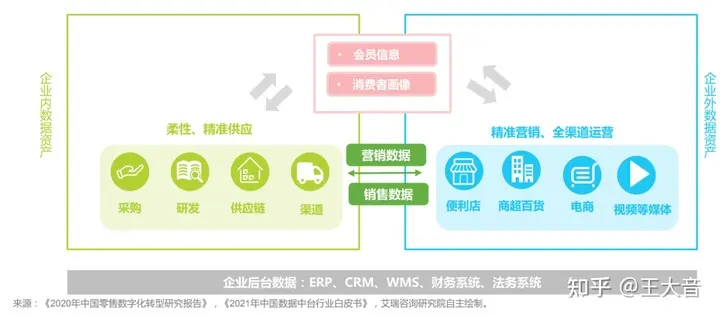 会员信息
消费者画像
企业内数据资产
企业外数据资产
柔性、精准供应
精准营销、全渠道运营
营销数据
销售数据
采购
研发
供应链
渠道
便利店
商超百货
电商
视频等媒体
企业后台数据：ERP、CRM、WMS、财务系统、法务系统
来源：《2020年中国零售数字化转型研究报告》，《2021年中国数据中台行业白皮书》，艾瑞咨询研究院自主绘制。
知乎 @王大音